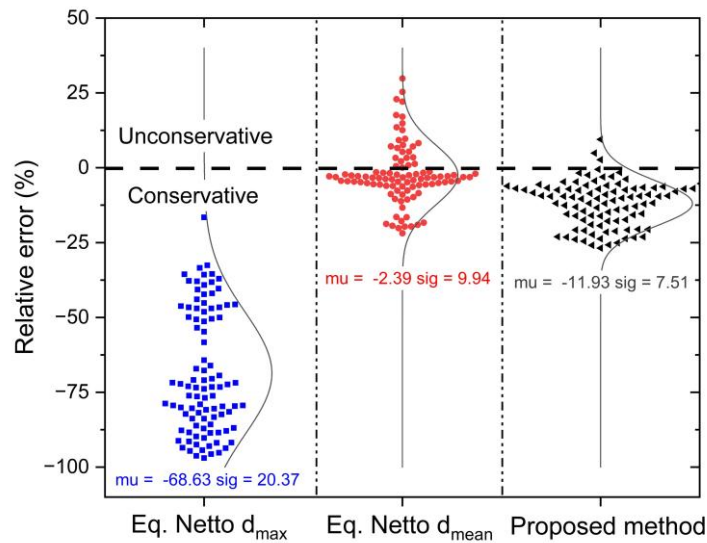 50
25
Unconservative
0
Conservative
-25
mu = -2.39 sig = 9.94
mu = -11.93 sig = 7.51
-50
-75
-100
mu = -68.63 sig = 20.37
Relative error (%)
Eq. Netto dmax
Eq. Netto dmean
Proposed method